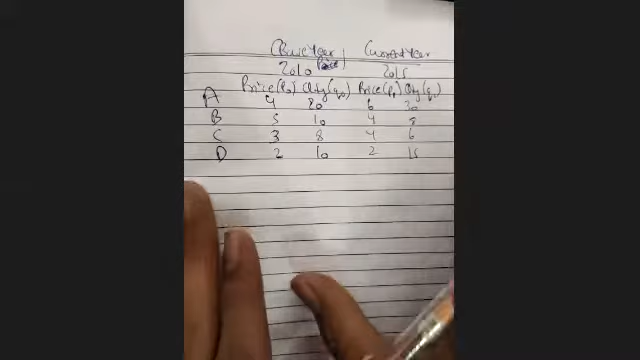 (Base Year Current Year
2010 Price) 2015
Price(P0) Qty(q0) Price(P1) Qty(q1)
A 4 20 6 30
B 5 10 4 8
C 3 8 4 6
D 2 10 2 15